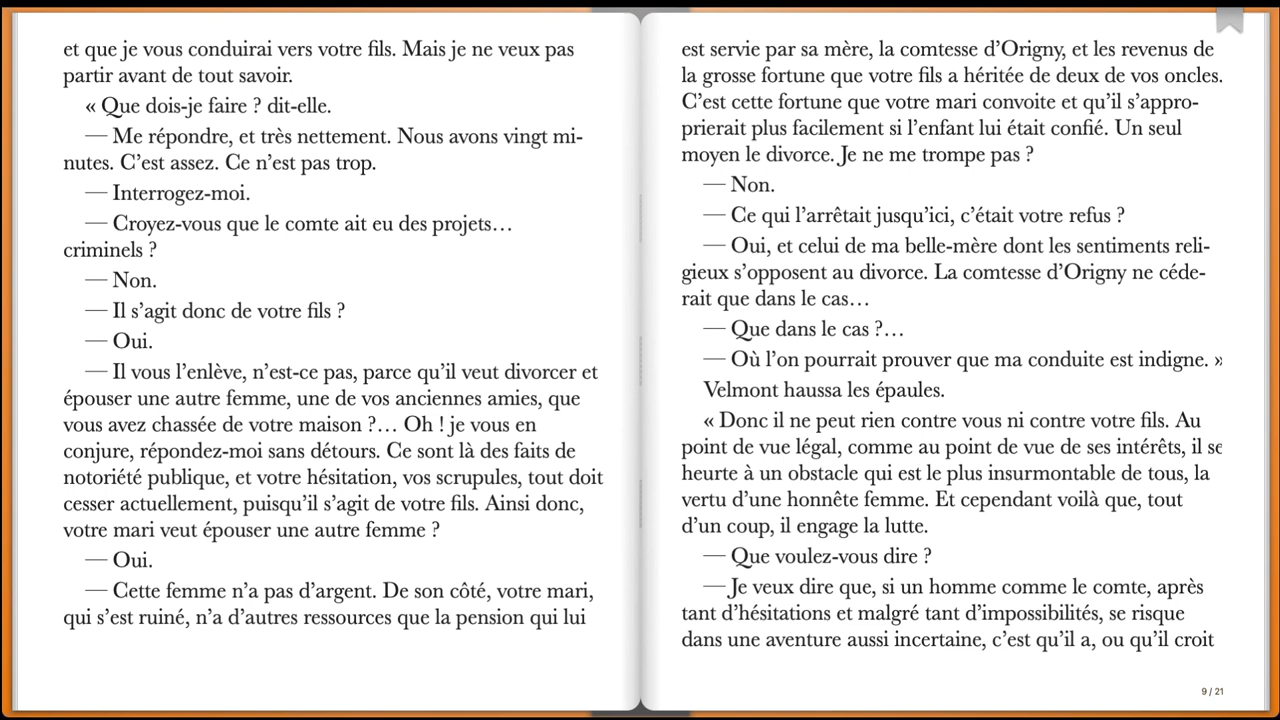 et que je vous conduirai vers votre fils. Mais je ne veux pas
partir avant de tout savoir.
« Que dois-je faire ? dit-elle.
— Me répondre, et très nettement. Nous avons vingt mi-
nutes. C’est assez. Ce n’est pas trop.
— Interrogez-moi.
— Croyez-vous que le comte ait eu des projets…
criminels ?
— Non.
— Il s’agit donc de votre fils ?
— Oui.
— Il vous l’enlève, n’est-ce pas, parce qu’il veut divorcer et
épouser une autre femme, une de vos anciennes amies, que
vous avez chassée de votre maison ?… Oh ! je vous en
conjure, répondez-moi sans détours. Ce sont là des faits de
notoriété publique, et votre hésitation, vos scrupules, tout doit
cesser actuellement, puisqu’il s’agit de votre fils. Ainsi donc,
votre mari veut épouser une autre femme ?
— Oui.
— Cette femme n’a pas d’argent. De son côté, votre mari,
qui s’est ruiné, n’a d’autres ressources que la pension qui lui
est servie par sa mère, la comtesse d’Origny, et les revenus de
la grosse fortune que votre fils a héritée de deux de vos oncles.
C’est cette fortune que votre mari convoite et qu’il s’appro-
prierait plus facilement si l’enfant lui était confié. Un seul
moyen le divorce. Je ne me trompe pas ?
— Non.
— Ce qui l’arrêtait jusqu’ici, c’était votre refus ?
— Oui, et celui de ma belle-mère dont les sentiments reli-
gieux s’opposent au divorce. La comtesse d’Origny ne céde-
rait que dans le cas…
— Que dans le cas ?…
— Où l’on pourrait prouver que ma conduite est indigne. »
Velmont haussa les épaules.
« Donc il ne peut rien contre vous ni contre votre fils. Au
point de vue légal, comme au point de vue de ses intérêts, il se
heurte à un obstacle qui est le plus insurmontable de tous, la
vertu d’une honnête femme. Et cependant voilà que, tout
d’un coup, il engage la lutte.
— Que voulez-vous dire ?
— Je veux dire que, si un homme comme le comte, après
tant d’hésitations et malgré tant d’impossibilités, se risque
dans une aventure aussi incertaine, c’est qu’il a, ou qu’il croit
9 / 21